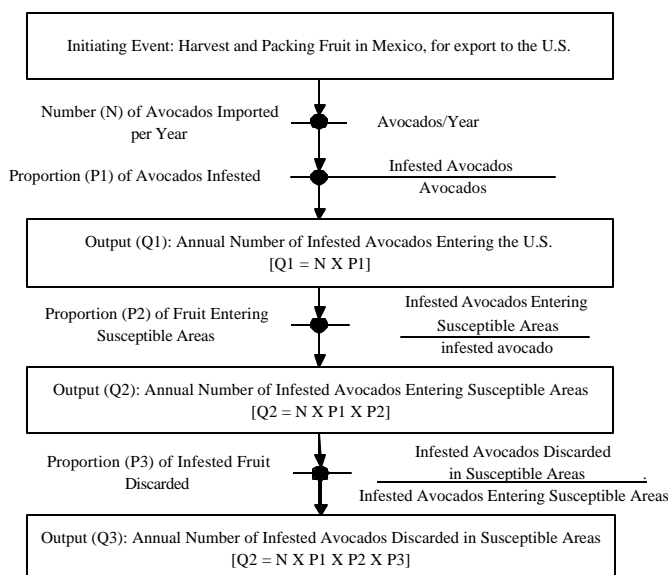 Initiating Event: Harvest and Packing Fruit in Mexico, for export to the U.S.
Number (N) of Avocados Imported
per Year
Avocados/Year
Proportion (P1) of Avocados Infested
Infested Avocados
Avocados
Output (Q1): Annual Number of Infested Avocados Entering the U.S.
[Q1 = N X P1]
Proportion (P2) of Fruit Entering
Susceptible Areas
Infested Avocados Entering
Susceptible Areas
infested avocado
Output (Q2): Annual Number of Infested Avocados Entering Susceptible Areas
[Q2 = N X P1 X P2]
Proportion (P3) of Infested Fruit
Discarded
Infested Avocados Discarded
in Susceptible Areas .
Infested Avocados Entering Susceptible Areas
Output (Q3): Annual Number of Infested Avocados Discarded in Susceptible Areas
[Q2 = N X P1 X P2 X P3]